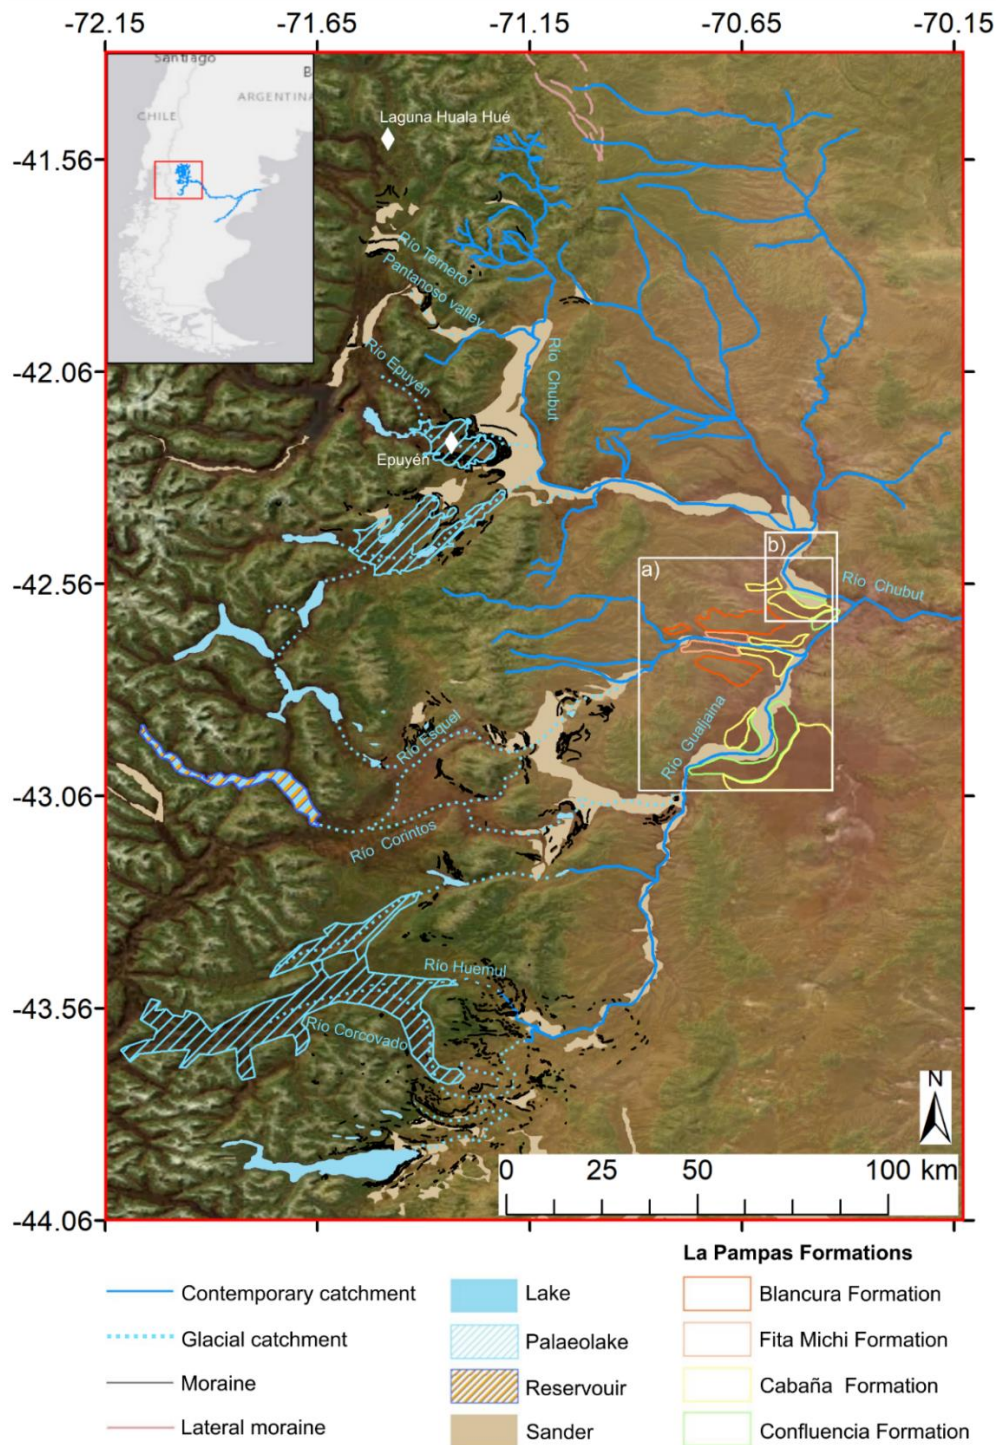 -72.15 -71.65 -71.15 -70.65 -70.15
Santiago
B
ARGENTINA
CHILE
Laguna Huala Hué
-41.56
Río Ternero/
Pantanoso valley
-42.06
Río Epuyén
Río Chubut
Epuyén
b)
a)
-42.56
Río Chubut
Río Gualjaina
Río Esquel
-43.06
Río Corintos
Río Huemul
-43.56
Río Corcovado
N
0 25 50 100 km
-44.06
La Pampas Formations
Contemporary catchment Lake Blancura Formation
Glacial catchment Palaeolake Fita Michi Formation
Moraine Reservouir Cabaña Formation
Lateral moraine Sander Confluencia Formation